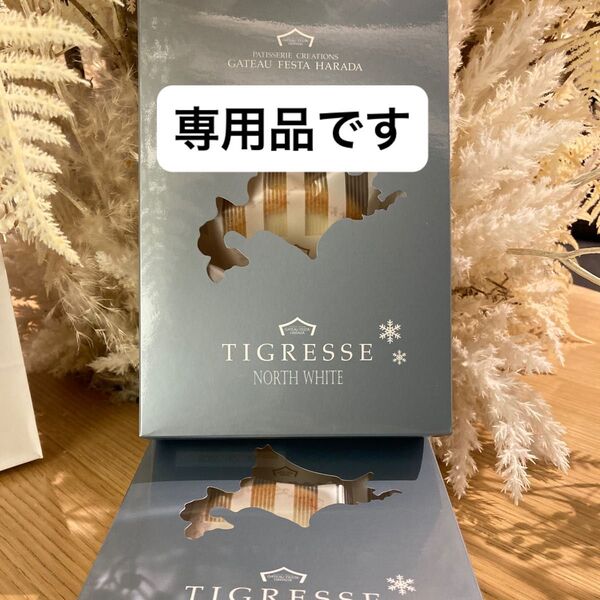 PATISSERIE CREATIONS
GATEAU FESTA HARADA
専用品です
TIGRESSE
NORTH WHITE
TIGRESSE